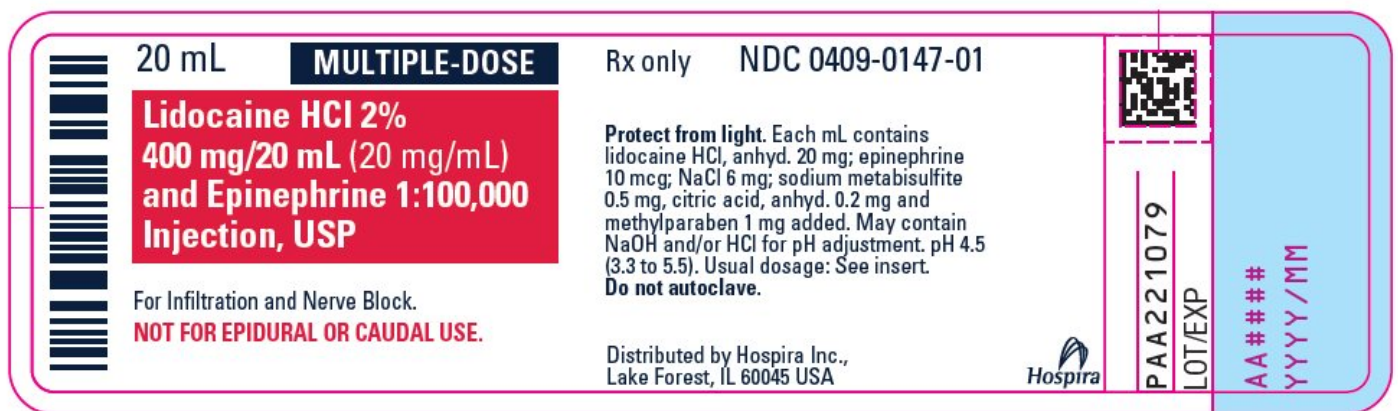 20 mL
MULTIPLE-DOSE
Lidocaine HCl 2%
400 mg/20 mL (20 mg/mL)
and Epinephrine 1:100,000
Injection, USP
For Infiltration and Nerve Block.
NOT FOR EPIDURAL OR CAUDAL USE.
Rx only
NDC 0409-0147-01
Protect from light. Each mL contains
lidocaine HCl, anhyd. 20 mg; epinephrine
10 mcg; NaCl 6 mg; sodium metabisulfite
0.5 mg, citric acid, anhyd. 0.2 mg and
methylparaben 1 mg added. May contain
NaOH and/or HCl for pH adjustment. pH 4.5
(3.3 to 5.5). Usual dosage: See insert.
Do not autoclave.
Distributed by Hospira Inc.,
Lake Forest, IL 60045 USA
Hospira
PAA221079
LOT/EXP
AA####
YYYY/MM